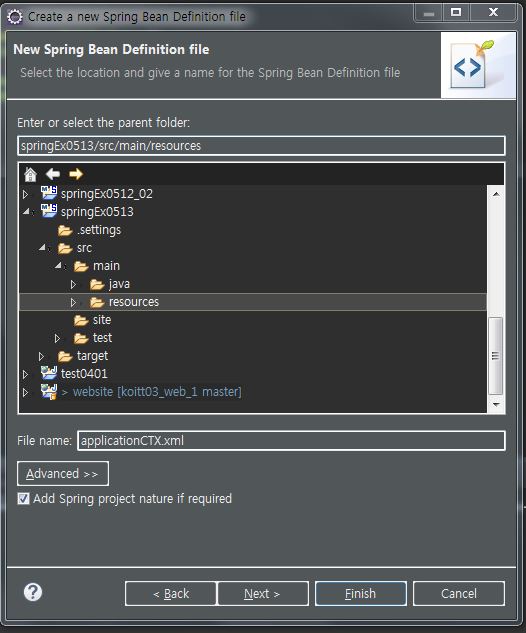 Create a new Spring Bean Definition file
New Spring Bean Definition file
Select the location and give a name for the Spring Bean Definition file
Enter or select the parent folder:
springEx0513/src/main/resources
springEx0512_02
springEx0513
.settings
src
main
java
resources
site
test
target
test0401
> website [koitt03_web_1 master]
File name: applicationCTX.xml
Advanced >>
Add Spring project nature if required
< Back Next > Finish Cancel